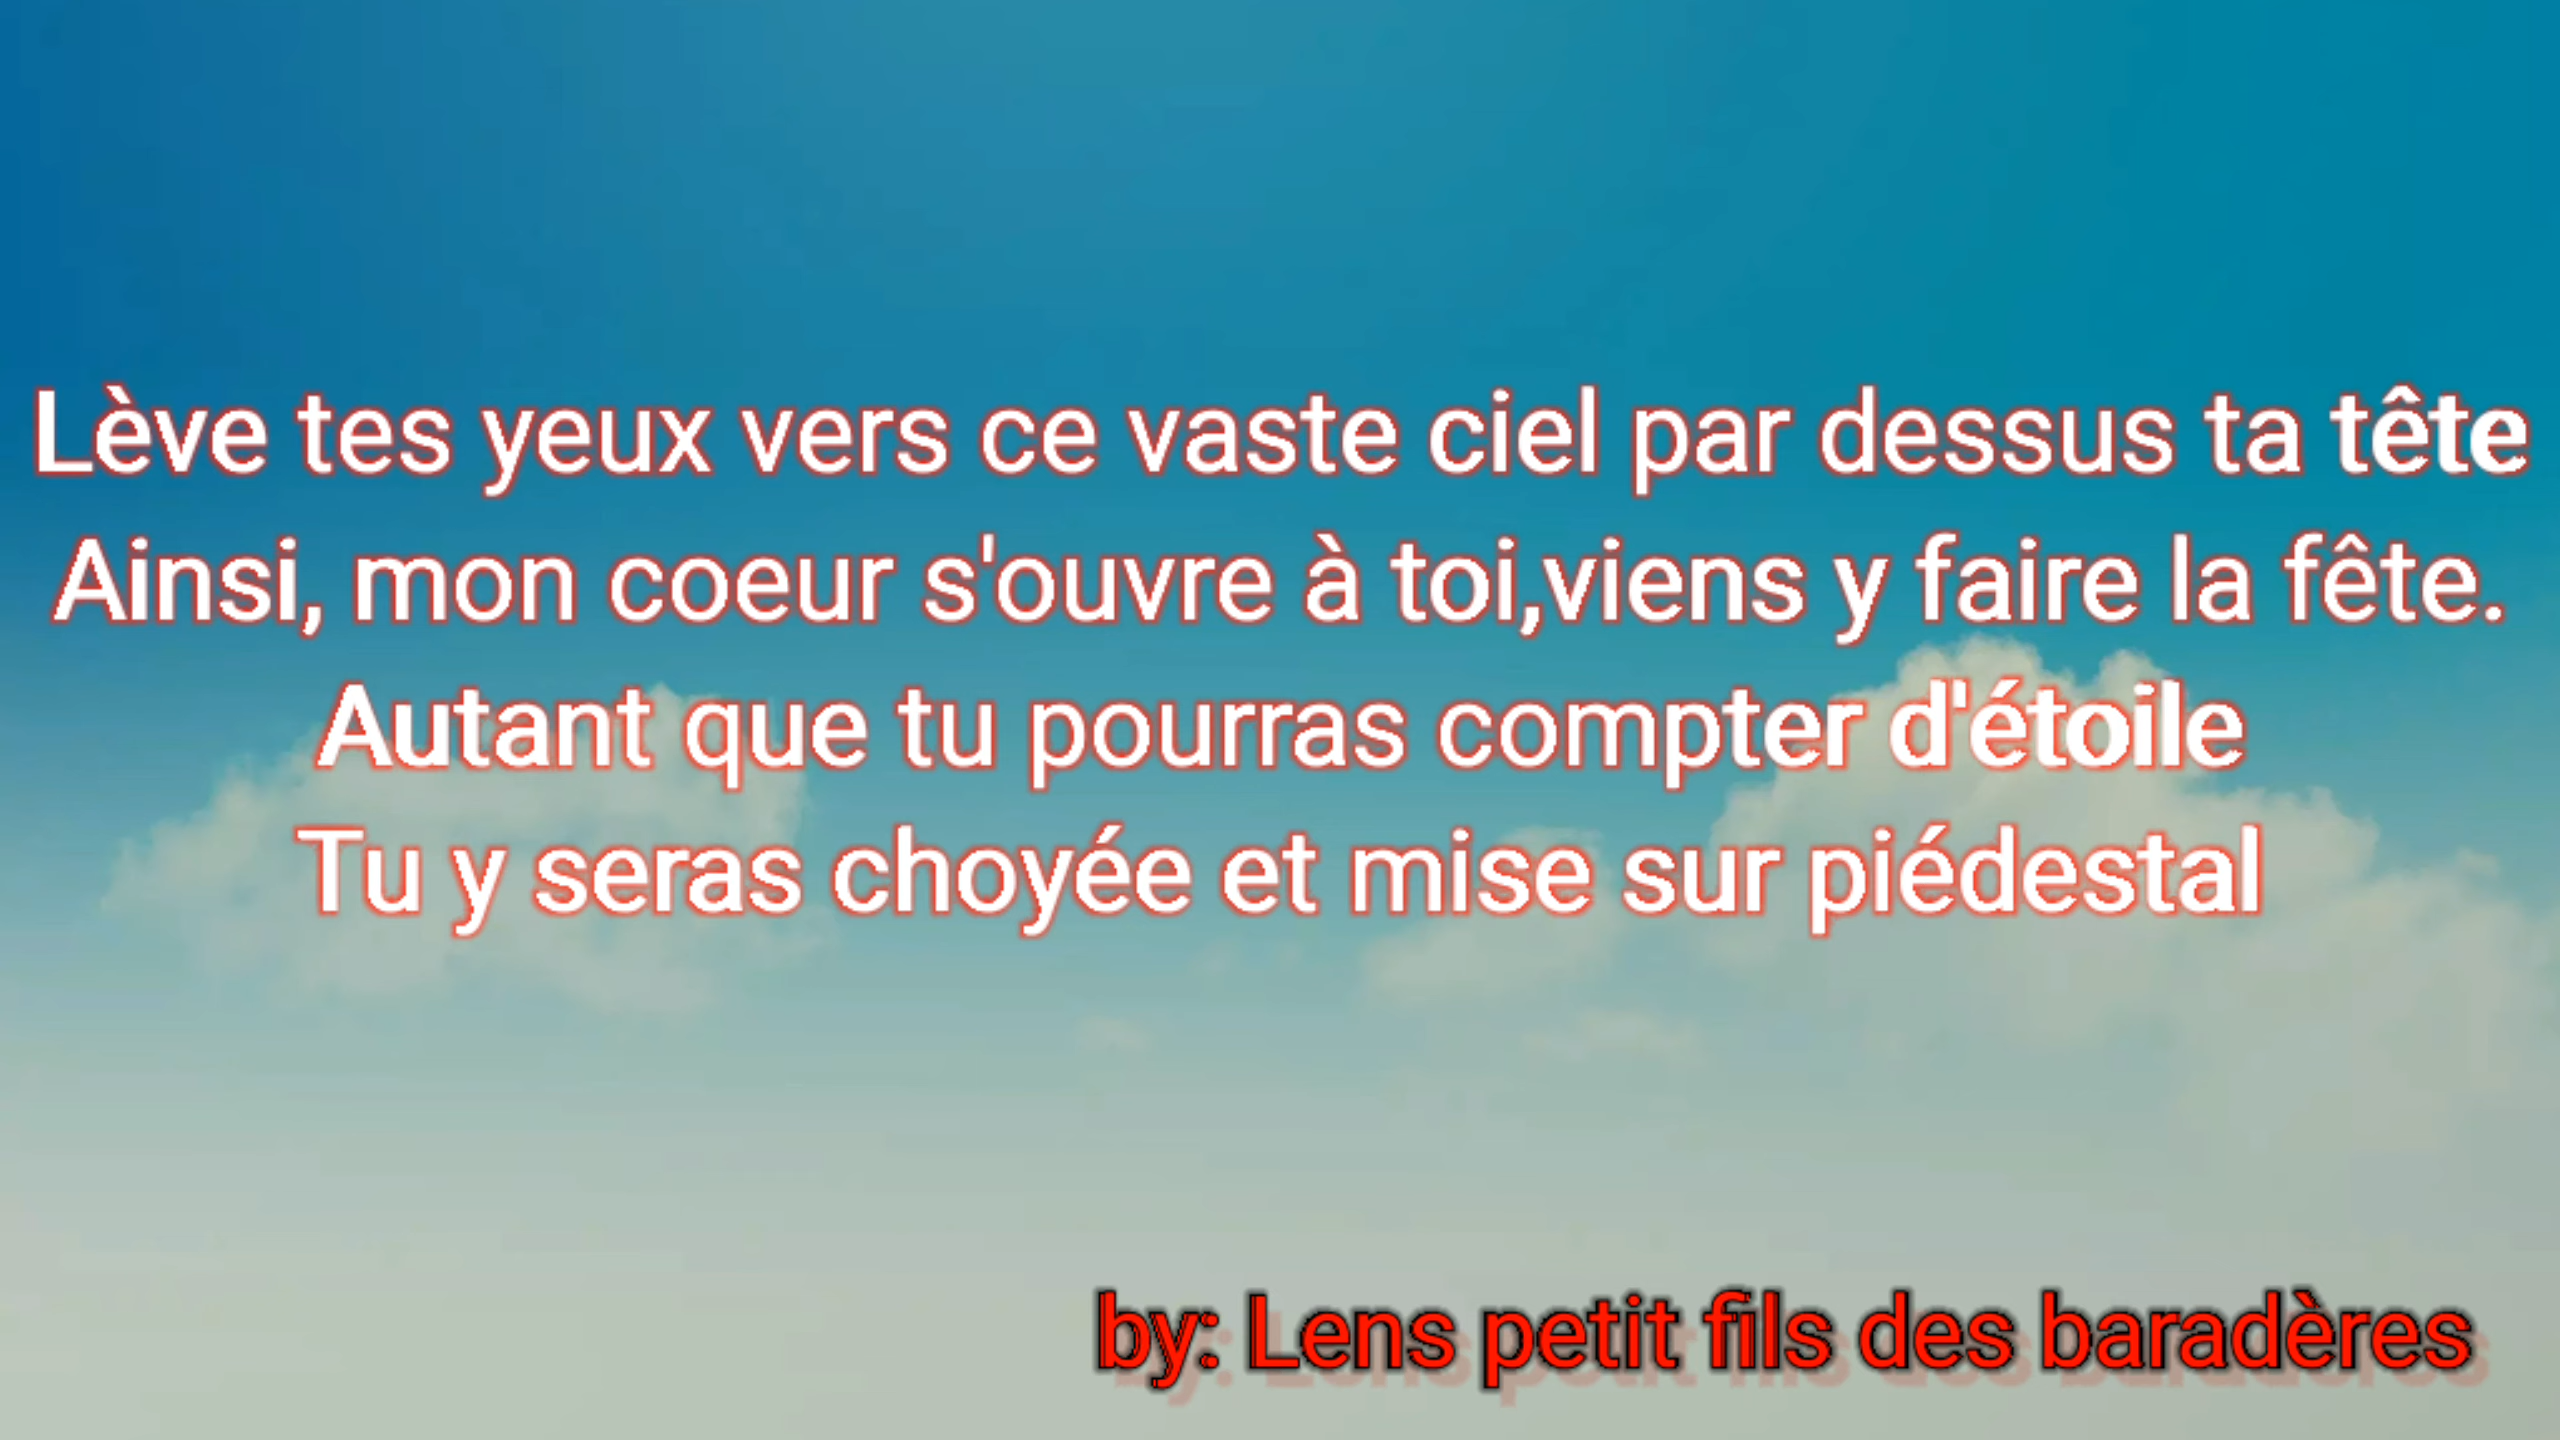 Lève tes yeux vers ce vaste ciel par dessus ta tête
Ainsi, mon coeur s'ouvre à toi,viens y faire la fête.
Autant que tu pourras compter d'étoile
Tu y seras choyée et mise sur piédestal
by: Lens petit fils des baradères